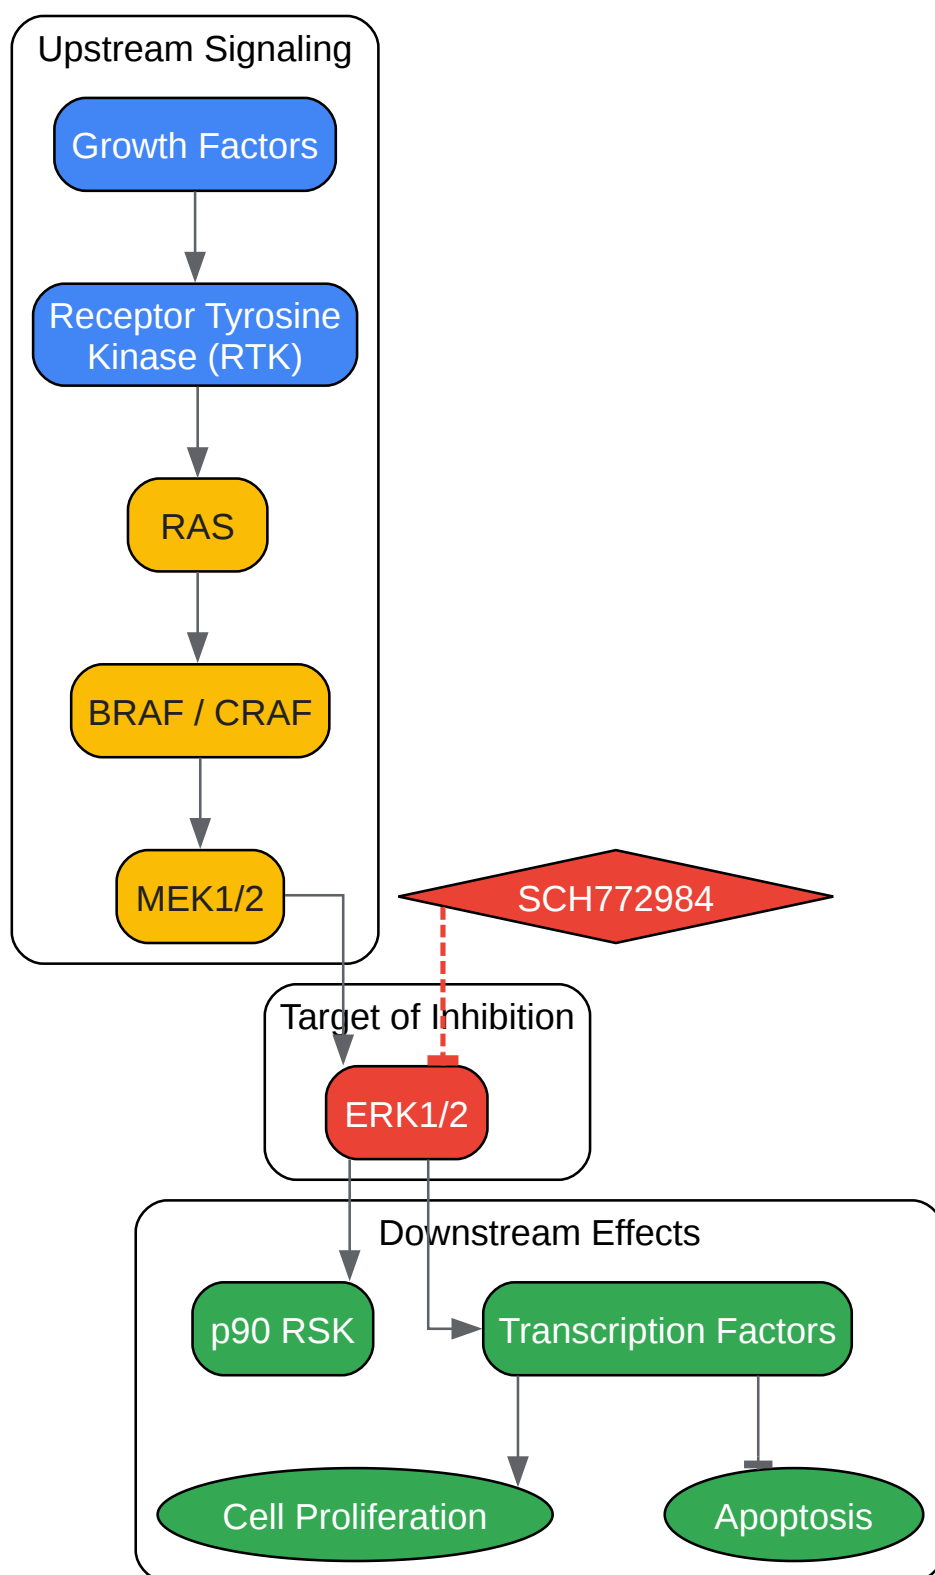 Upstream Signaling
Growth Factors
Receptor Tyrosine
Kinase (RTK)
RAS
BRAF / CRAF
MEK1/2
SCH772984
Target of Inhibition
ERK1/2
Downstream Effects
p90 RSK
Transcription Factors
Cell Proliferation
Apoptosis